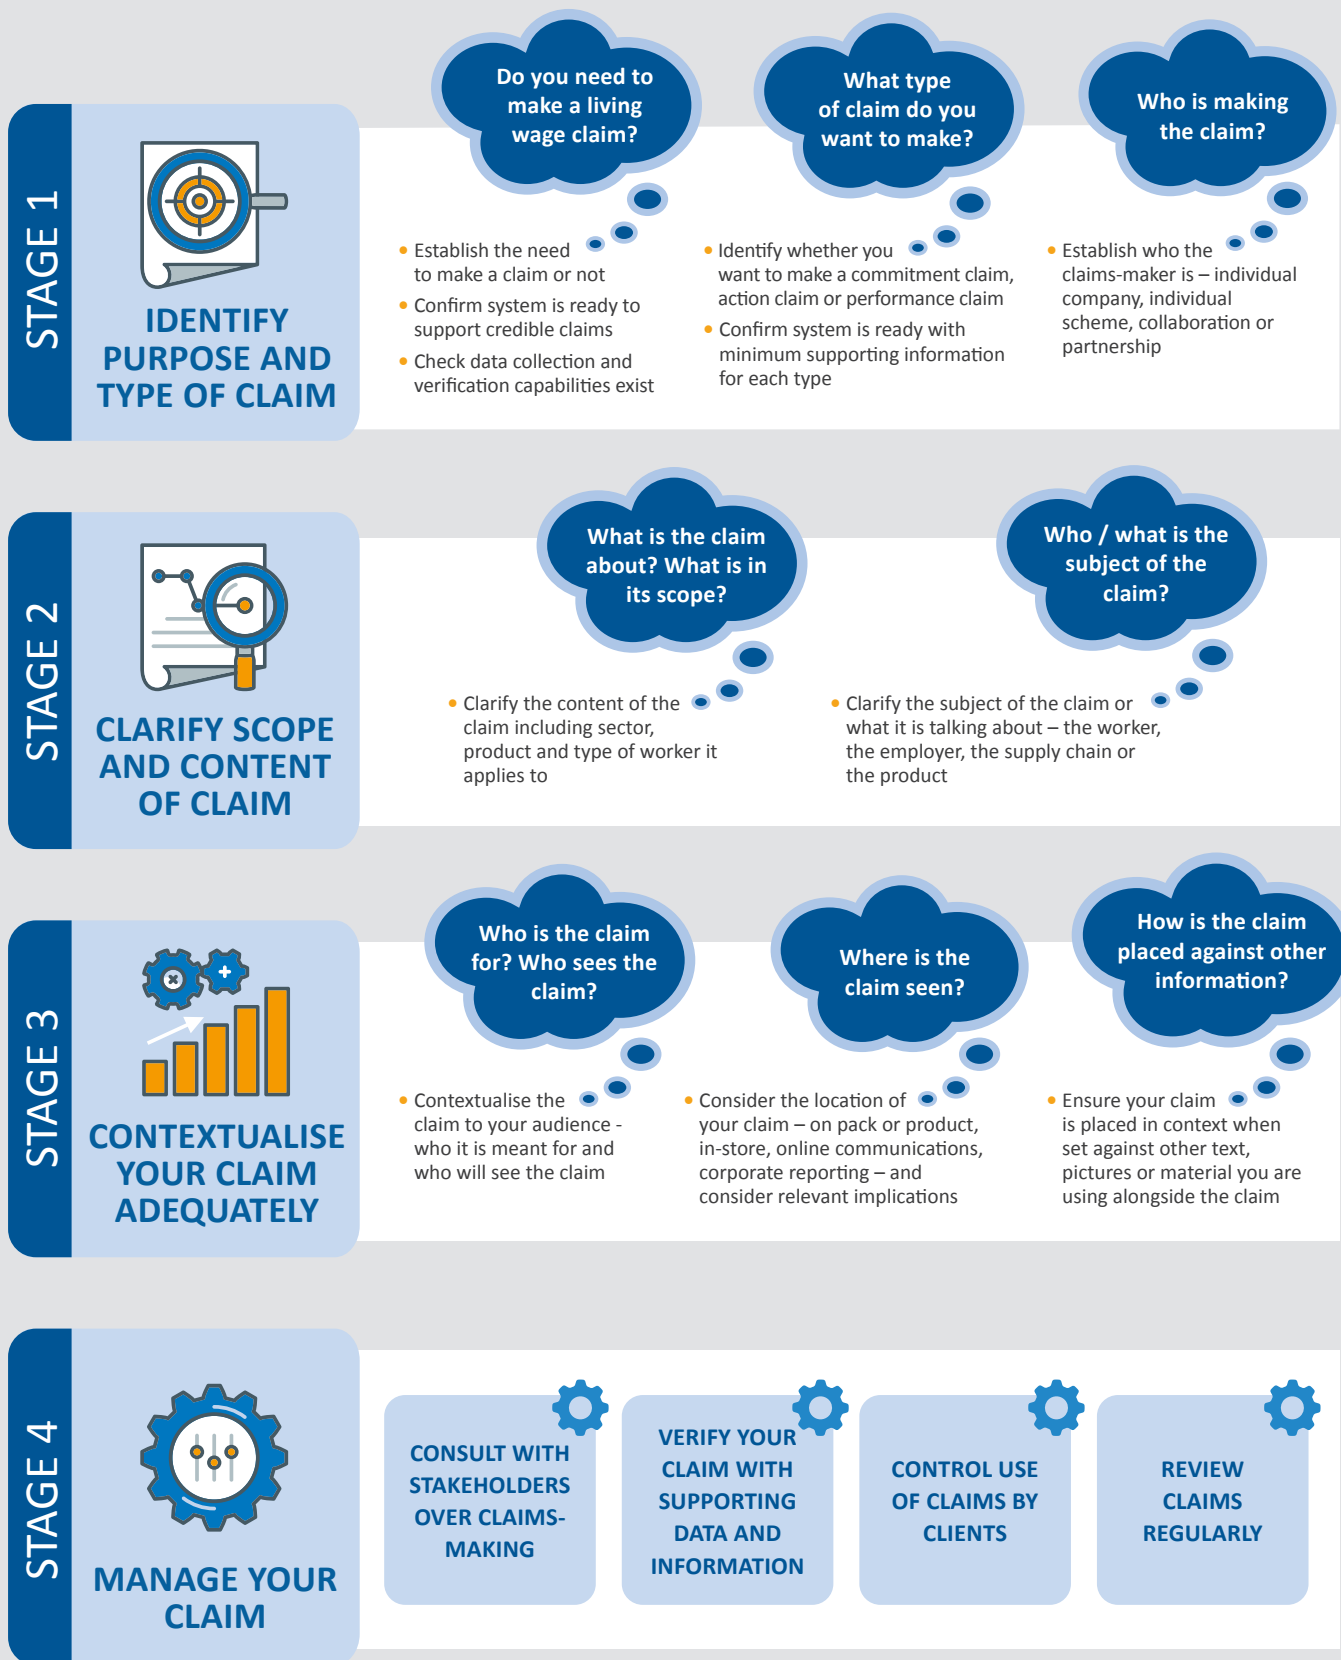 STAGE 1
IDENTIFY
PURPOSE AND
TYPE OF CLAIM
Do you need to
make a living
wage claim?
• Establish the need
to make a claim or not
• Confirm system is ready to
support credible claims
• Check data collection and
verification capabilities exist
What type
of claim do you
want to make?
• Identify whether you
want to make a commitment claim,
action claim or performance claim
• Confirm system is ready with
minimum supporting information
for each type
Who is making
the claim?
• Establish who the
claims-maker is – individual
company, individual
scheme, collaboration or
partnership
STAGE 2
CLARIFY SCOPE
AND CONTENT
OF CLAIM
What is the claim
about? What is in
its scope?
• Clarify the content of the
claim including sector,
product and type of worker it
applies to
Who / what is the
subject of the
claim?
• Clarify the subject of the claim or
what it is talking about – the worker,
the employer, the supply chain or
the product
STAGE 3
CONTEXTUALISE
YOUR CLAIM
ADEQUATELY
Who is the claim
for? Who sees the
claim?
• Contextualise the
claim to your audience -
who it is meant for and
who will see the claim
Where is the
claim seen?
• Consider the location of
your claim – on pack or product,
in-store, online communications,
corporate reporting – and
consider relevant implications
How is the claim
placed against other
information?
• Ensure your claim
is placed in context when
set against other text,
pictures or material you are
using alongside the claim
STAGE 4
MANAGE YOUR
CLAIM
CONSULT WITH
STAKEHOLDERS
OVER CLAIMS-
MAKING
VERIFY YOUR
CLAIM WITH
SUPPORTING
DATA AND
INFORMATION
CONTROL USE
OF CLAIMS BY
CLIENTS
REVIEW
CLAIMS
REGULARLY